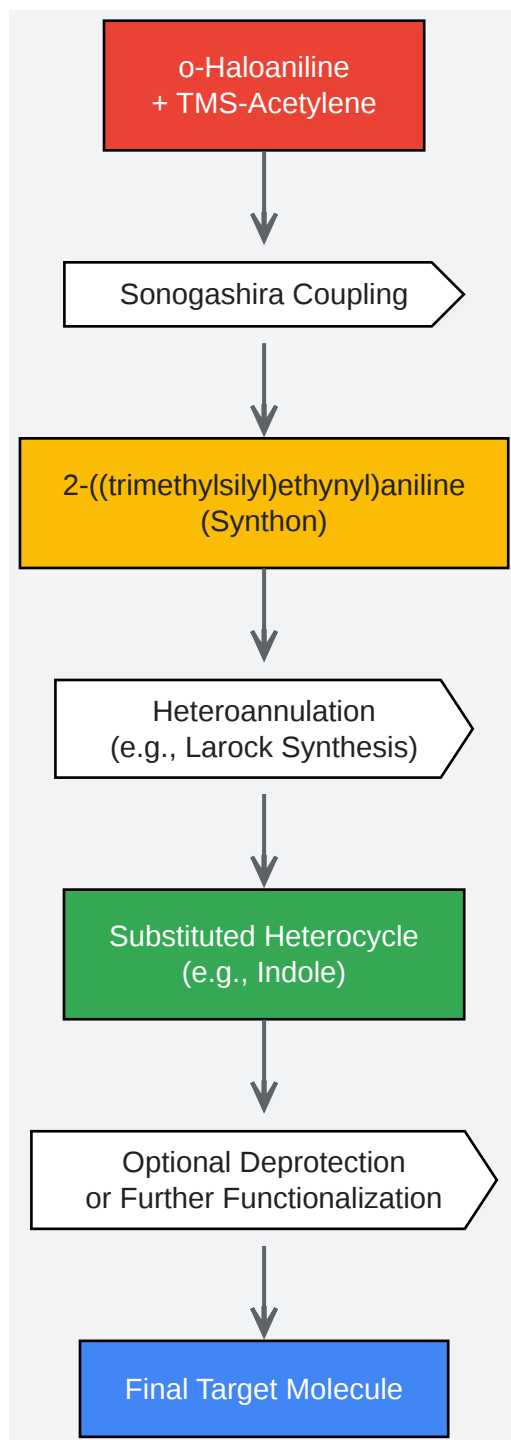 o-Haloaniline
+ TMS-Acetylene
Sonogashira Coupling
2-((trimethylsilyl)ethynyl)aniline
(Synthon)
Heteroannulation
(e.g., Larock Synthesis)
Substituted Heterocycle
(e.g., Indole)
Optional Deprotection
or Further Functionalization
Final Target Molecule